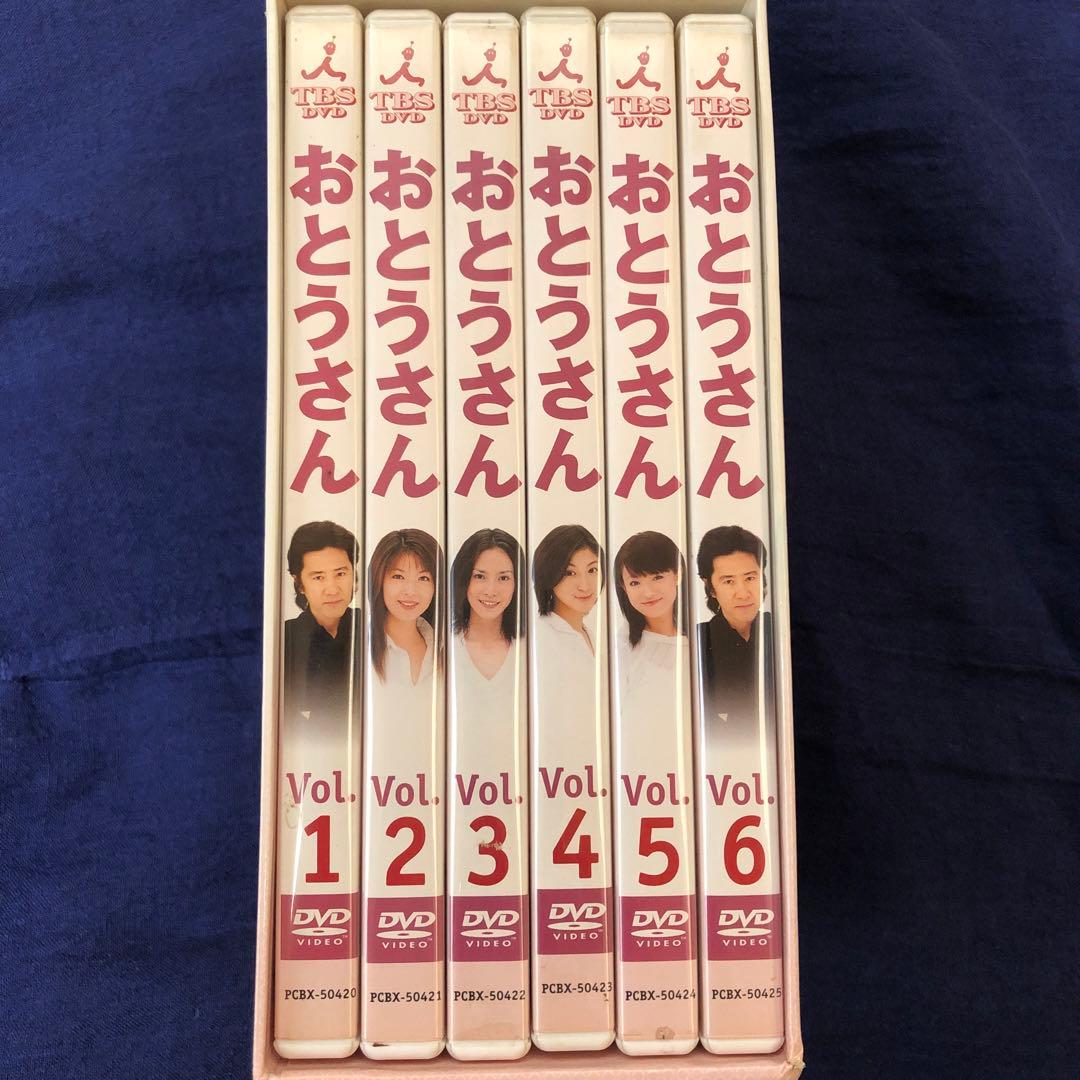 TBS
DVD
おとうさん
Vol.
1
DVD
VIDEO
PCBX-50420
TBS
DVD
おとうさん
Vol.
2
DVD
VIDEO
PCBX-50421
TBS
DVD
おとうさん
Vol.
3
DVD
VIDEO
PCBX-50422
TBS
DVD
おとうさん
Vol.
4
DVD
VIDEO
PCBX-50423
TBS
DVD
おとうさん
Vol.
5
DVD
VIDEO
PCBX-50424
TBS
DVD
おとうさん
Vol.
6
DVD
VIDEO
PCBX-50425